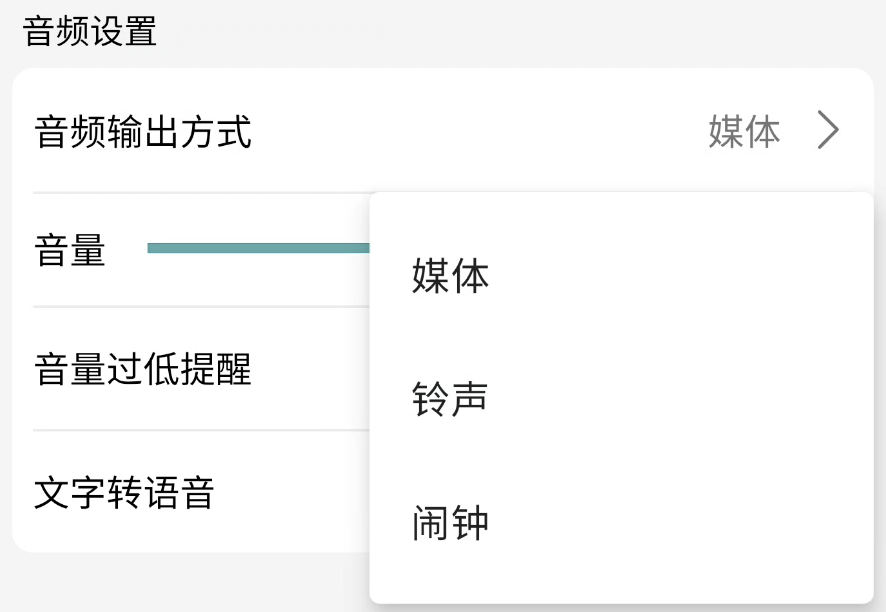 音频设置
音频输出方式 媒体
音量
音量过低提醒
文字转语音
媒体
铃声
闹钟